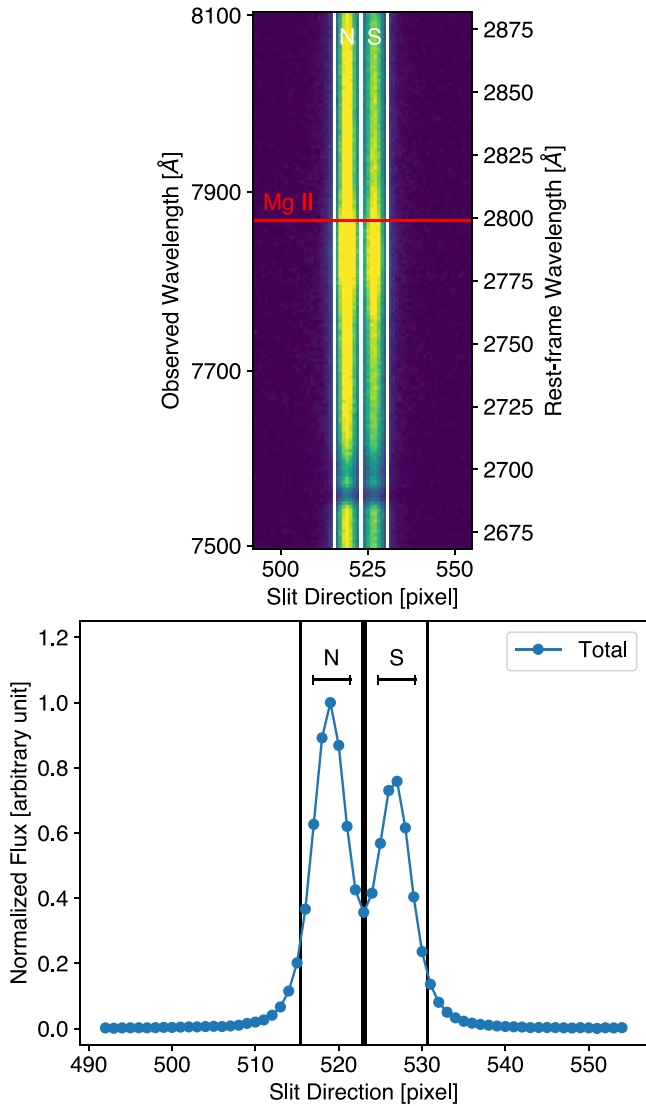 8100
7900
7700
7500
Observed Wavelength [Å]
N S
Mg II
2875
2850
2825
2800
2775
2750
2725
2700
2675
Rest-frame Wavelength [Å]
500 525 550
Slit Direction [pixel]
1.2
1.0
0.8
0.6
0.4
0.2
0.0
Normalized Flux [arbitrary unit]
N S
Total
490 500 510 520 530 540 550
Slit Direction [pixel]